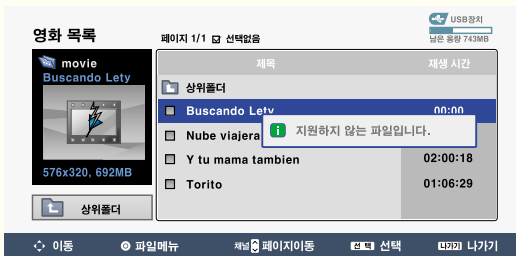 영화 목록
페이지 1/1 선택없음
USB장치
남은 용량 743MB
movie
Buscando Lety
576x320, 692MB
상위폴더
제목 재생 시간
상위폴더
Buscando Lety 00:00
Nube viajera
지원하지 않는 파일입니다.
Y tu mama tambien 02:00:18
Torito 01:06:29
이동 파일메뉴 채널 페이지이동 선택 선택 나가기 나가기